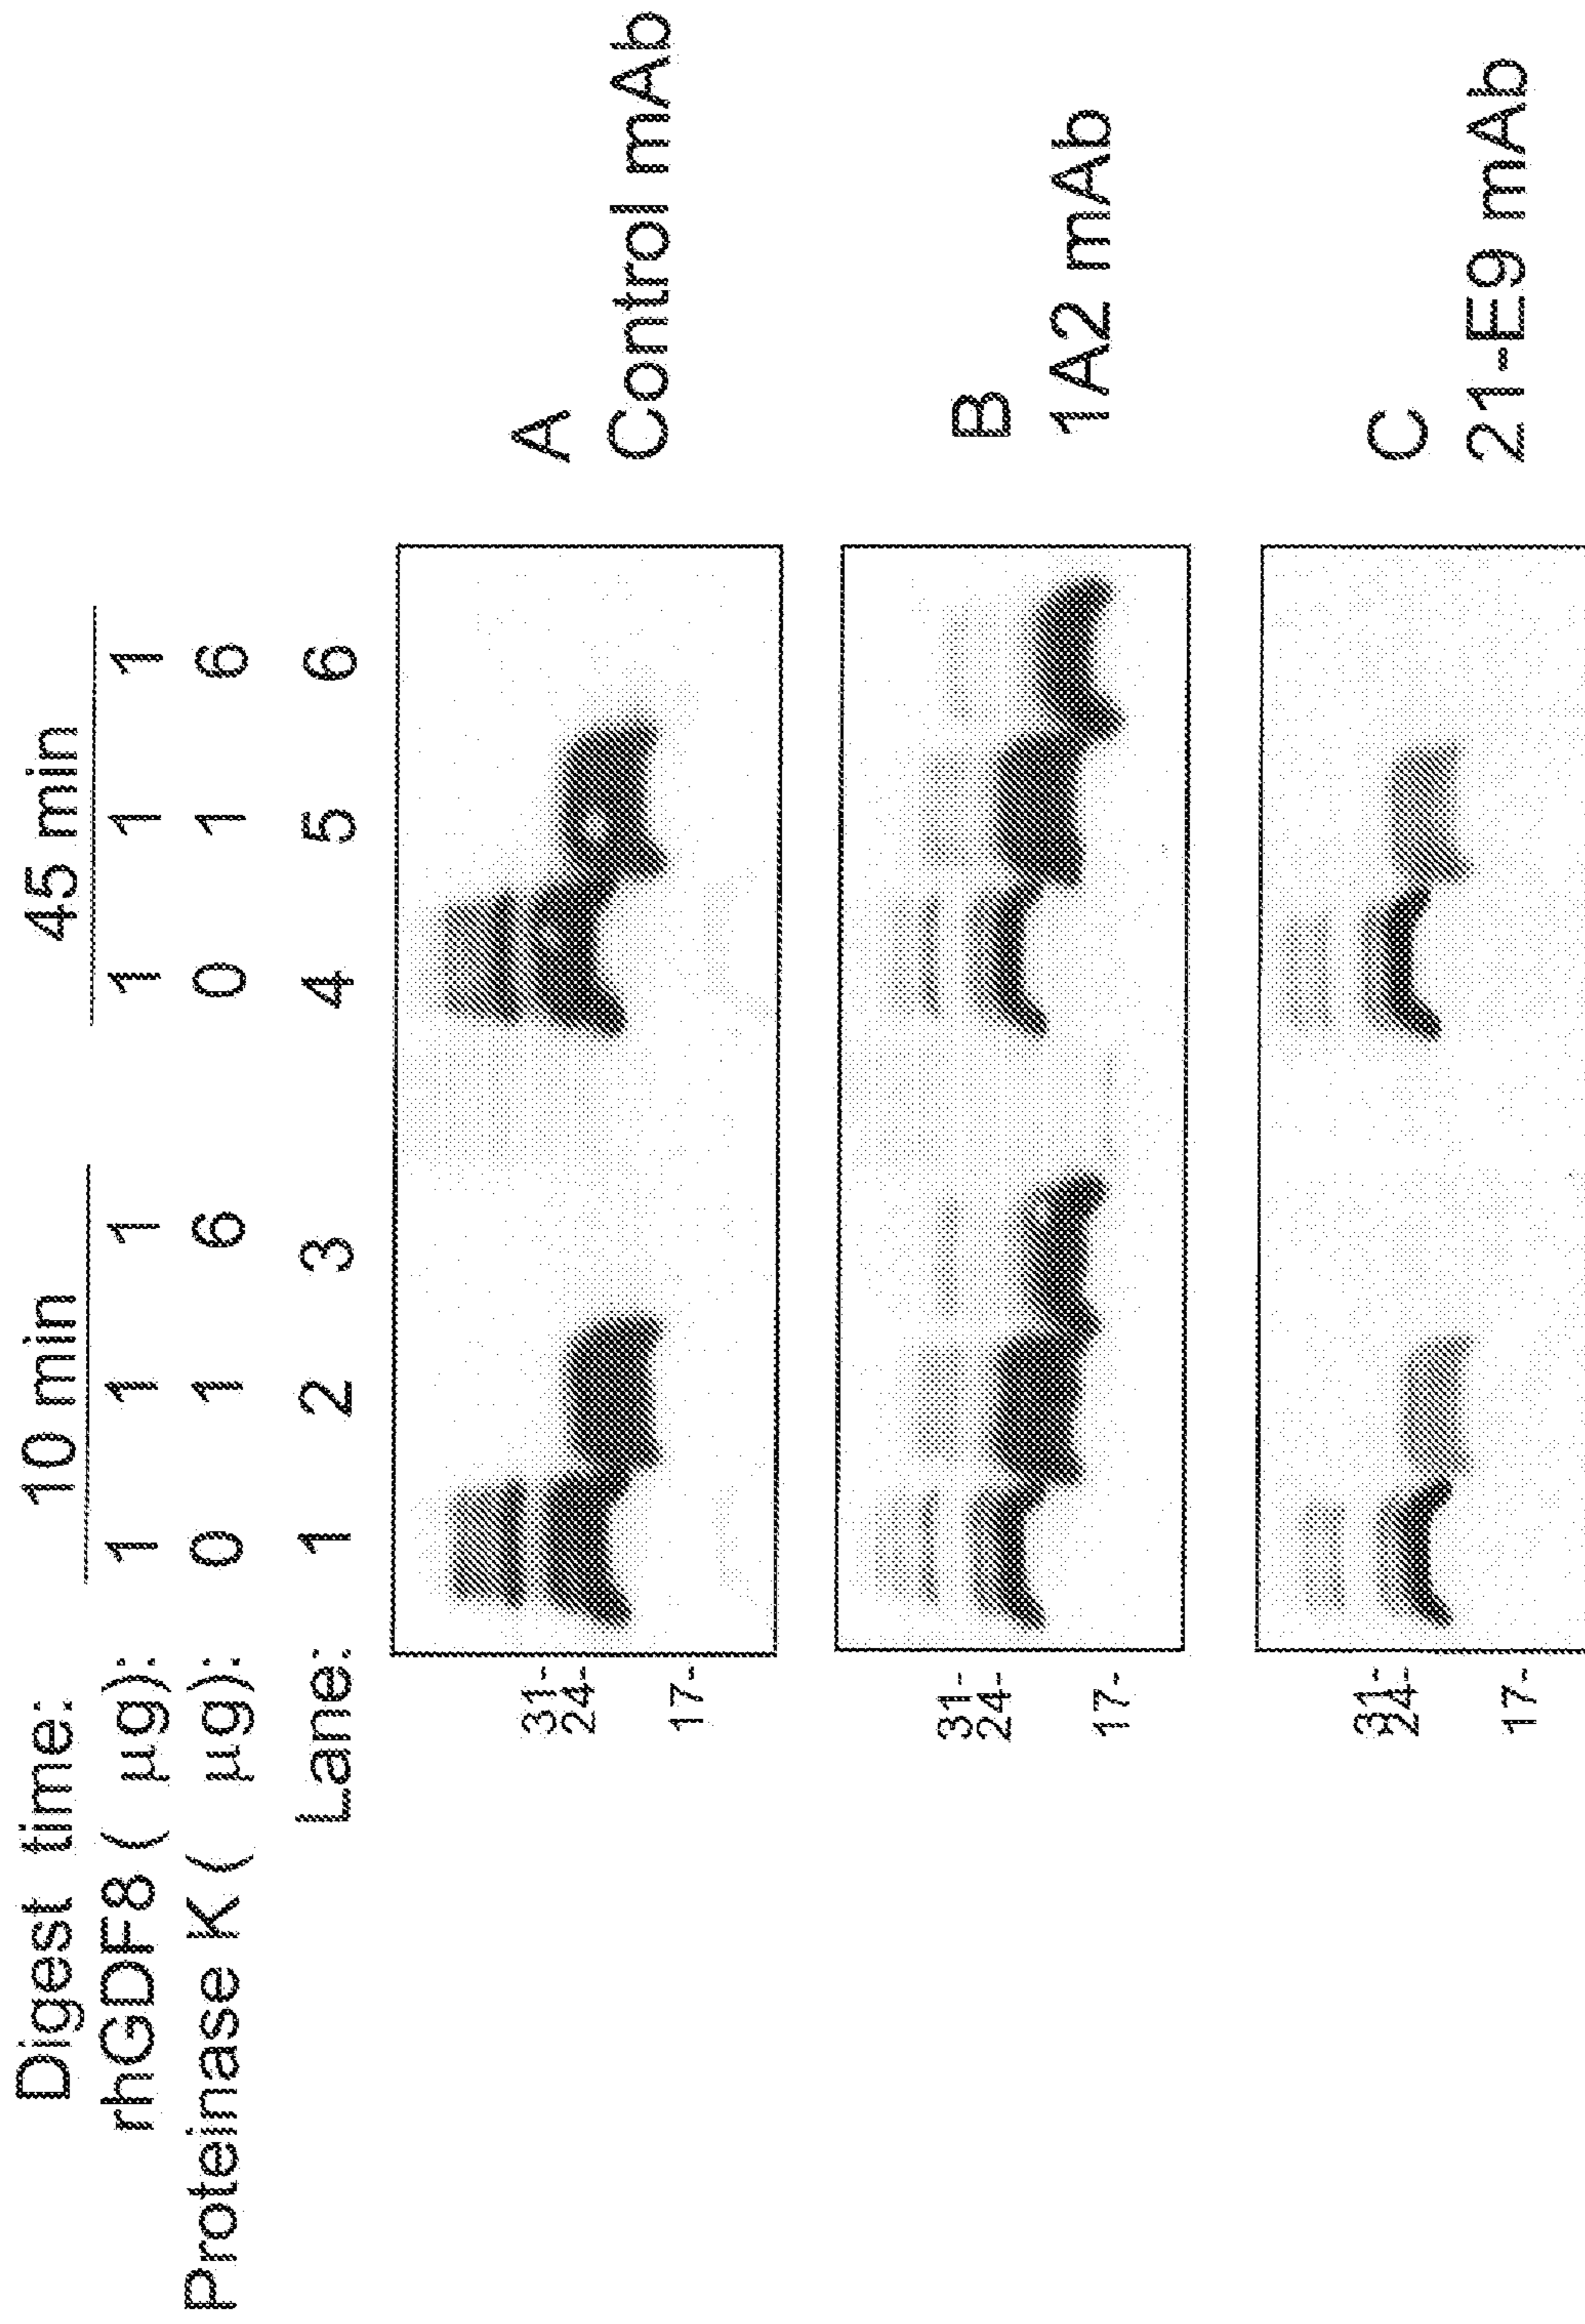 Digest time: 10 min 45 min
rhGDF8 ( μg): 1 1 1 1 1 1
Proteinase K ( μg): 0 1 6 0 1 6
Lane: 1 2 3 4 5 6
31-
24-
17-
A
Control mAb
31-
24-
17-
B
1A2 mAb
31-
24-
17-
C
21-E9 mAb